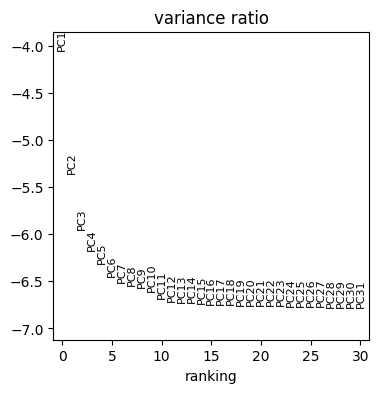 variance ratio
−4.0
−4.5
−5.0
−5.5
−6.0
−6.5
−7.0
PC1
PC2
PC3
PC4
PC5
PC6
PC7
PC8
PC9
PC10
PC11
PC12
PC13
PC14
PC15
PC16
PC17
PC18
PC19
PC20
PC21
PC22
PC23
PC24
PC25
PC26
PC27
PC28
PC29
PC30
PC31
0 5 10 15 20 25 30
ranking